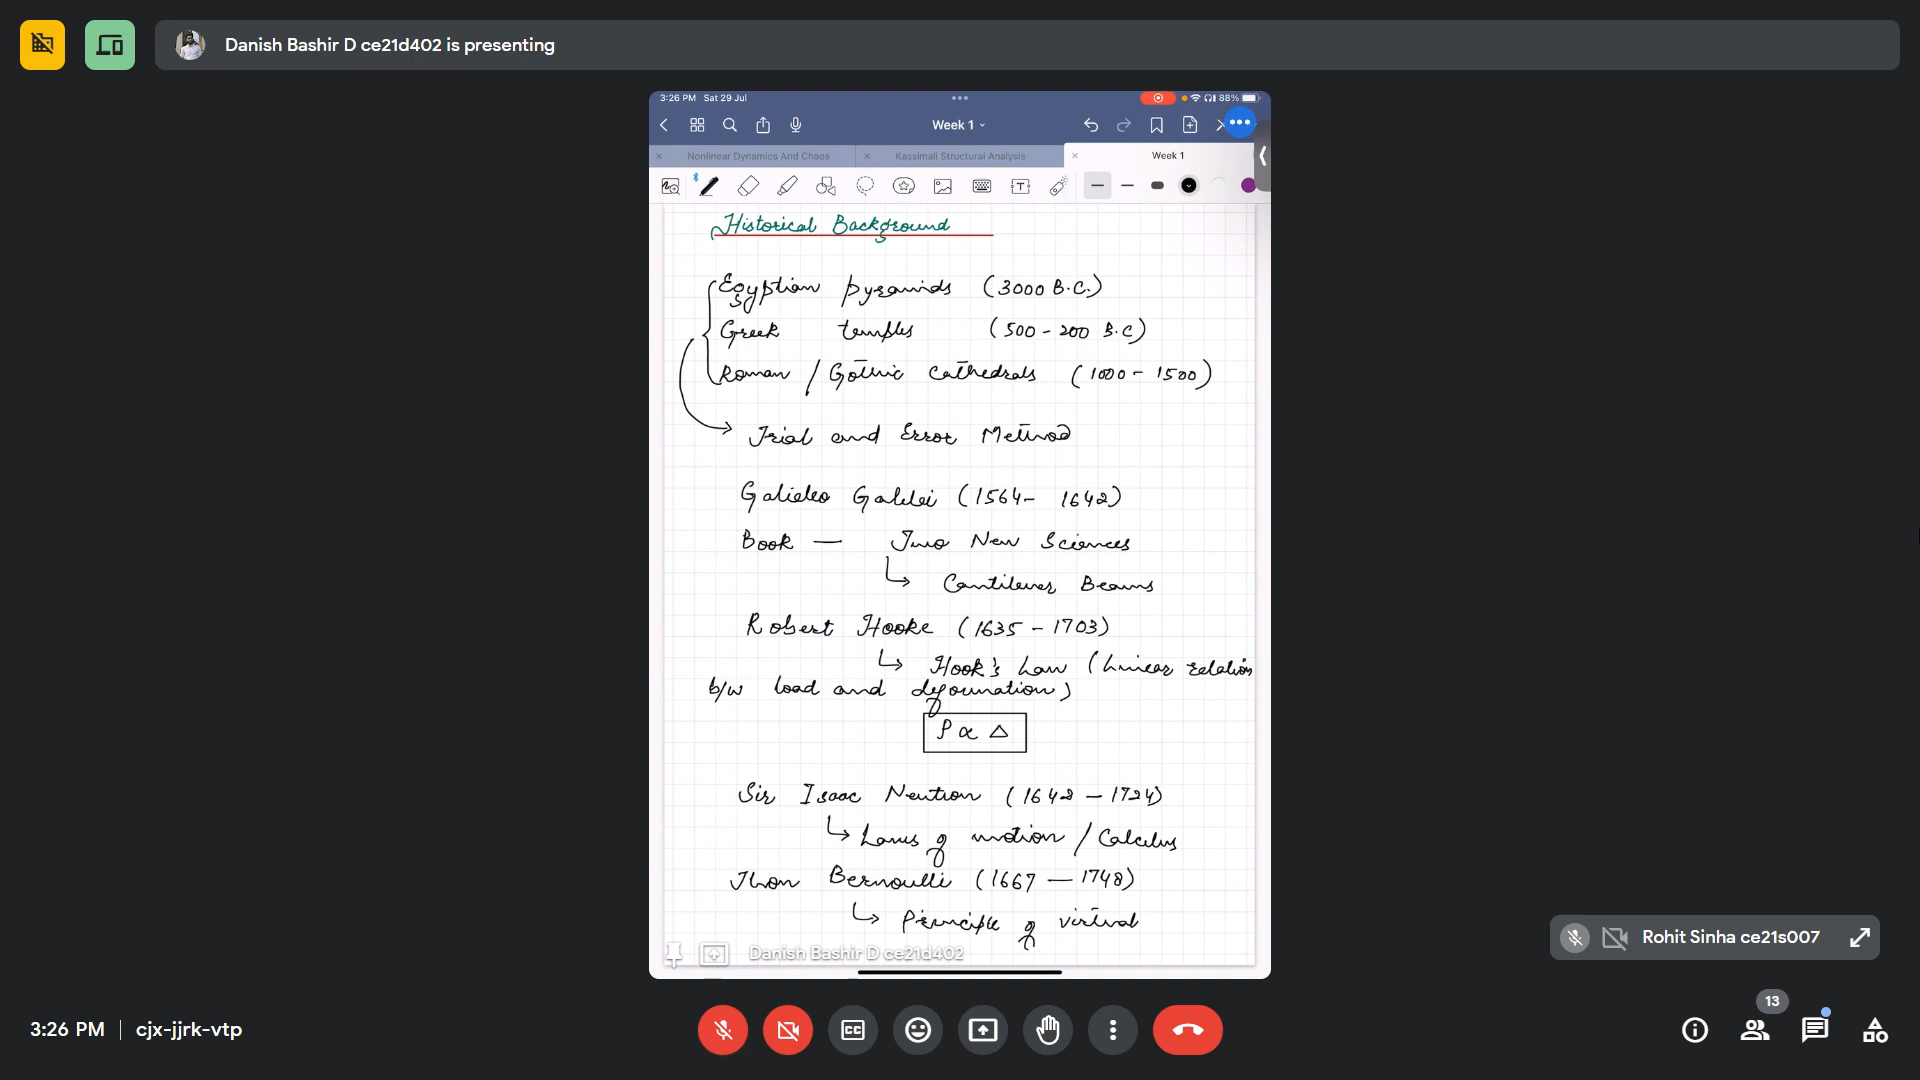 Danish Bashir D ce21d402 is presenting
3:26 PM Sat 29 Jul
88%
Week 1
Nonlinear Dynamics And Chaos
Kassimali Structural Analysis
Week 1
Historical Background
Egyptian pyramids (3000 B.C.)
Greek temples (500 - 200 B.C)
Roman / Gothic Cathedrals (1000 - 1500)
Trial and Error Method
Galieleo Galilei (1564 - 1642)
Book — Two New Sciences
Cantilever Beams
Robert Hooke (1635 - 1703)
Hook's Law (Linear relation
b/w load and deformation)
P ∝ △
Sir Isaac Newtion (1642 - 1724)
Laws of motion / Calculus
Jhon Bernoulli (1667 — 1748)
Principle of virtual
Danish Bashir D ce21d402
Rohit Sinha ce21s007
3:26 PM | cjx-jjrk-vtp
13